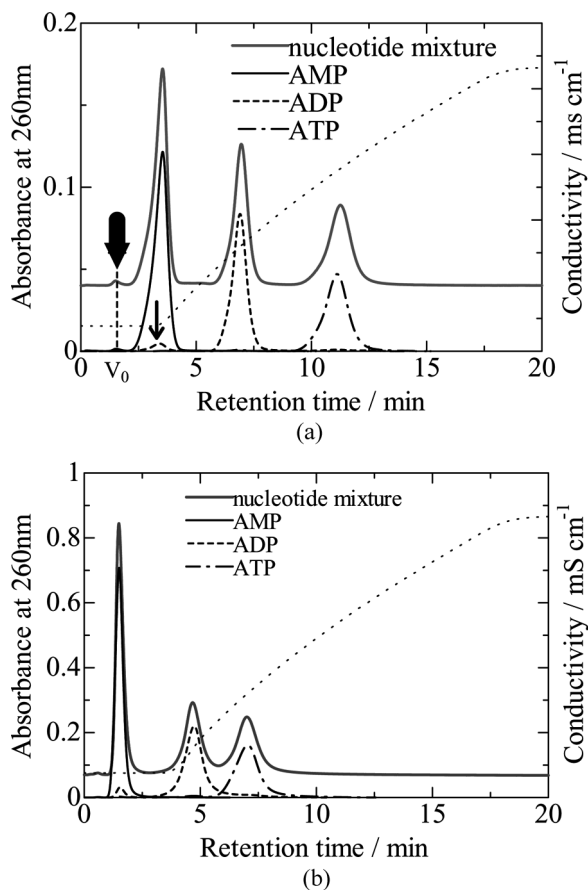 0.2
nucleotide mixture
AMP
ADP
ATP
0.1
0
Absorbance at 260nm
Conductivity / ms cm-1
V0
0 5 10 15 20
Retention time / min
(a)
1
nucleotide mixture
AMP
ADP
ATP
0.8
0.6
0.4
0.2
0
Absorbance at 260nm
Conductivity / mS cm-1
0 5 10 15 20
Retention time / min
(b)